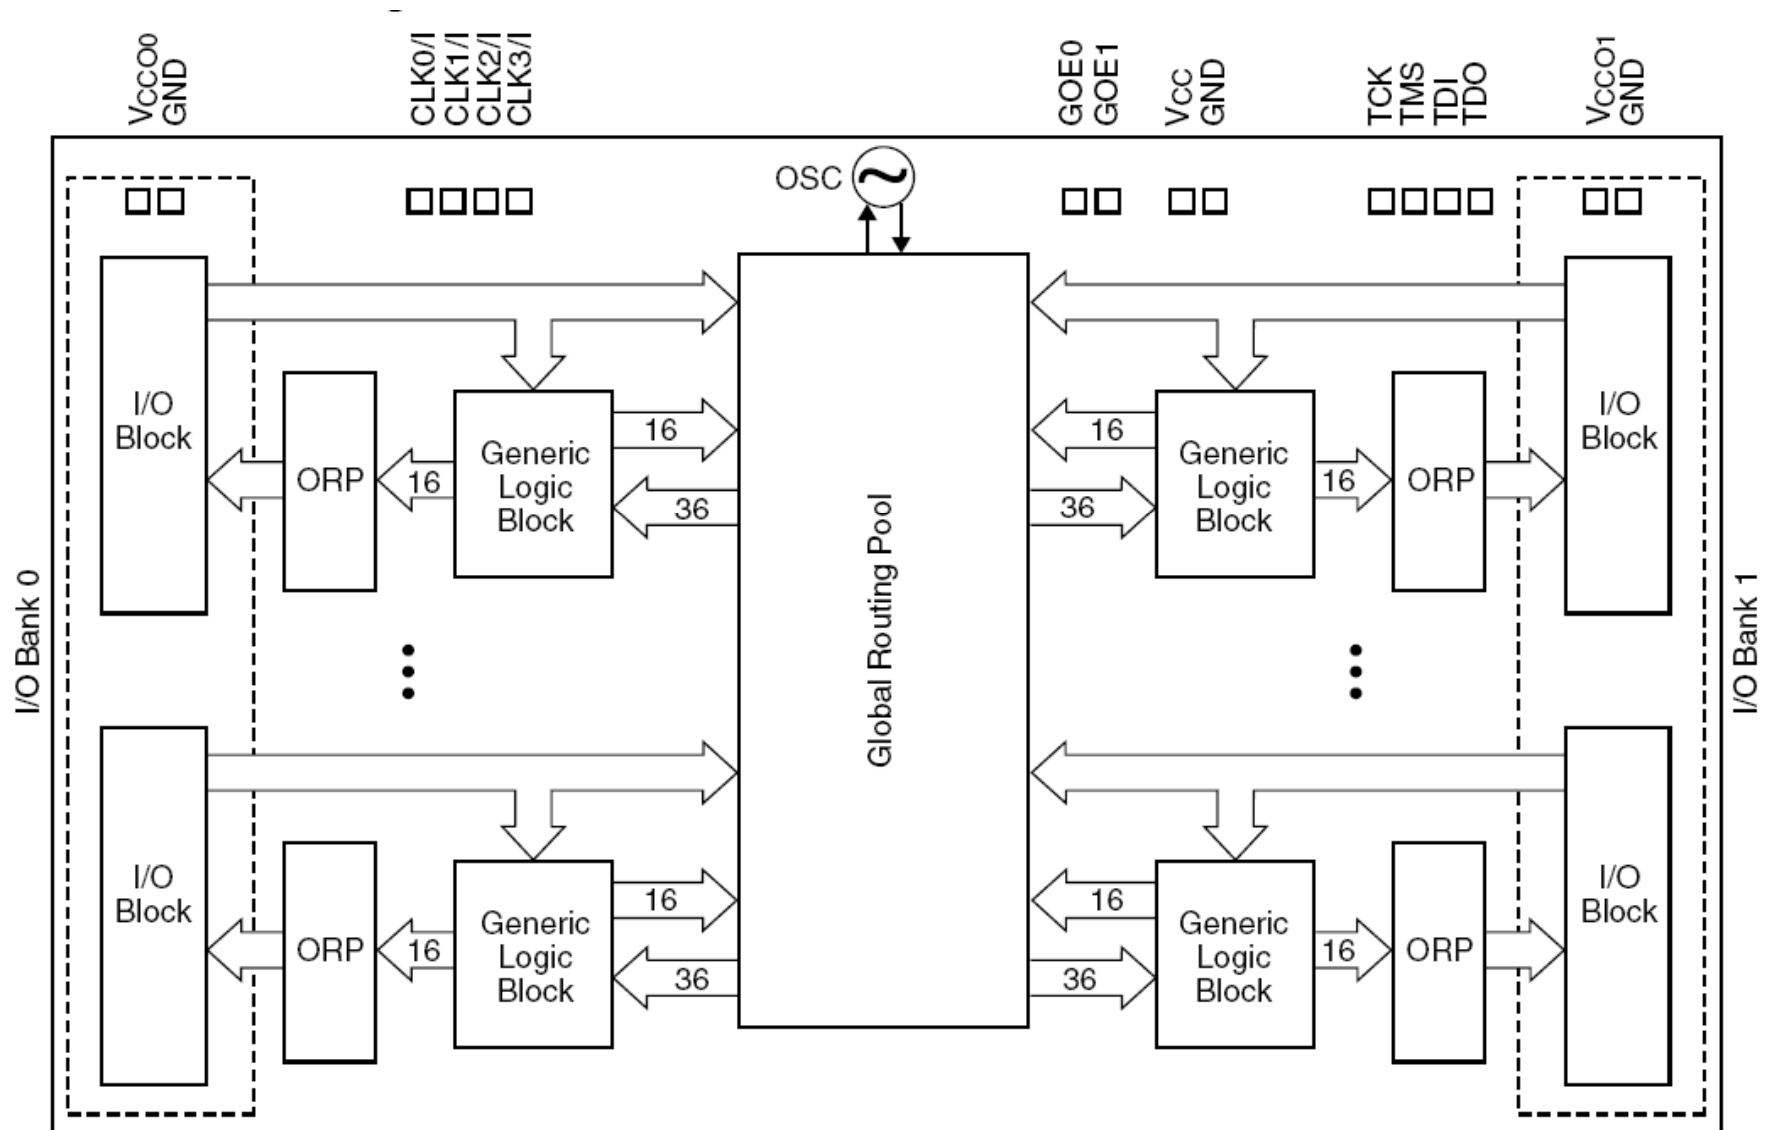 VCCO0
GND
CLK0/I
CLK1/I
CLK2/I
CLK3/I
GOE0
GOE1
VCC
GND
TCK
TMS
TDI
TDO
VCCO1
GND
OSC
I/O Bank 0
I/O
Block
ORP
16
Generic
Logic
Block
16
36
Global Routing Pool
16
36
Generic
Logic
Block
16
ORP
I/O
Block
I/O Bank 1
I/O
Block
ORP
16
Generic
Logic
Block
16
36
16
36
Generic
Logic
Block
16
ORP
I/O
Block